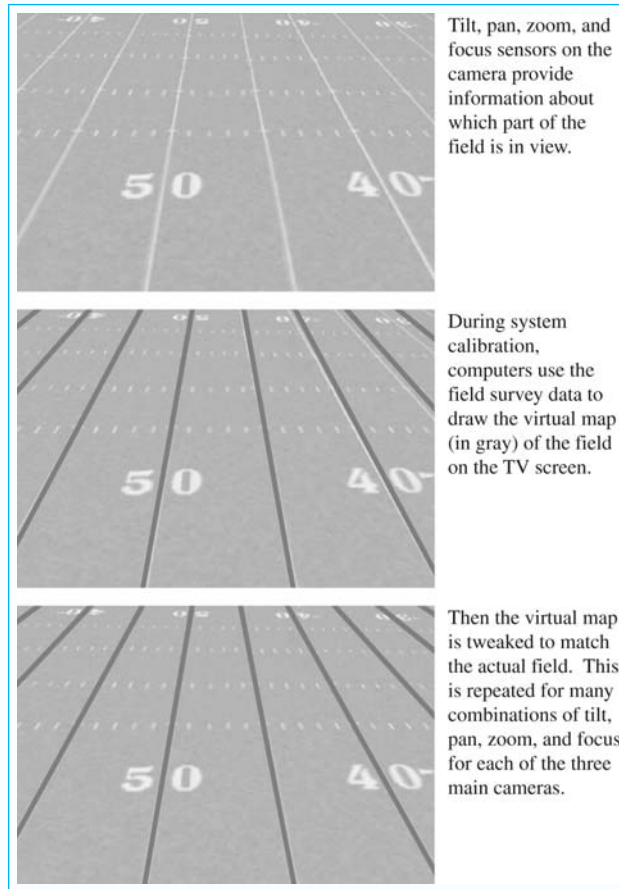 50 40
Tilt, pan, zoom, and
focus sensors on the
camera provide
information about
which part of the
field is in view.
50 40
During system
calibration,
computers use the
field survey data to
draw the virtual map
(in gray) of the field
on the TV screen.
50 40
Then the virtual map
is tweaked to match
the actual field. This
is repeated for many
combinations of tilt,
pan, zoom, and focus
for each of the three
main cameras.